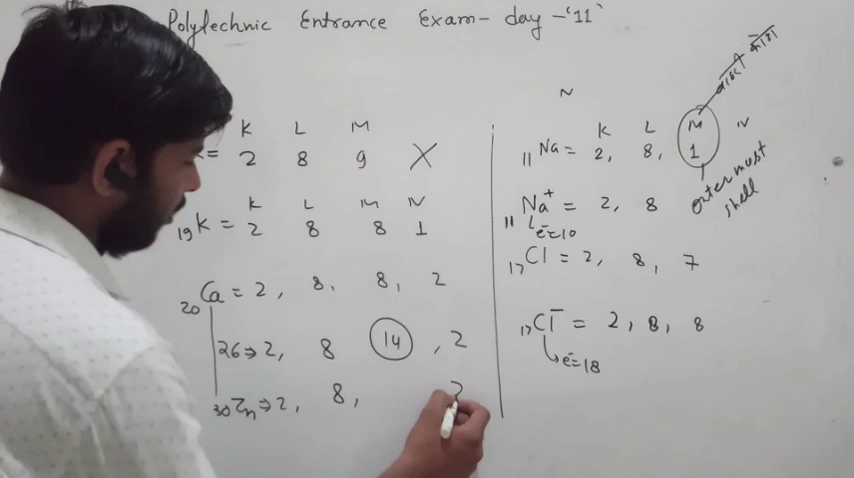 Polytechnic Entrance Exam- day -'11'
K L M
= 2 8 9 X
K L M N
19K = 2 8 8 1
20Ca = 2, 8, 8, 2
26 ⇒ 2, 8 14, 2
30Zn ⇒ 2, 8, 2
N
K L M N
11Na = 2, 8, 1
outermust
shell
11Na⁺ = 2, 8
e⁻=10
17Cl = 2, 8, 7
17Cl⁻ = 2, 8, 8
e⁻=18